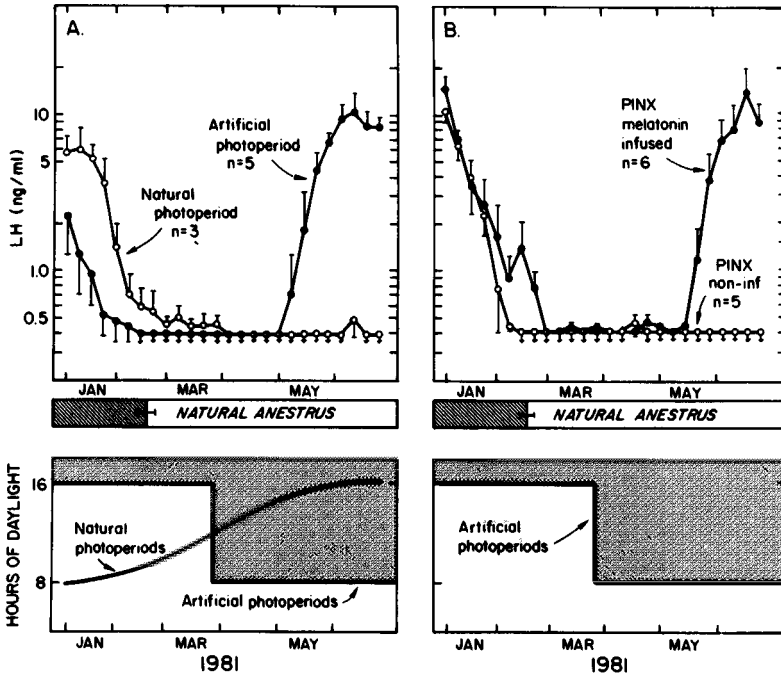 A.
10
5
1.0
0.5
LH (ng/ml)
Artificial
photoperiod
n=5
Natural
photoperiod
n=3
JAN
MAR
MAY
NATURAL ANESTRUS
B.
PINX
melatonin
infused
n=6
PINX
non-inf
n=5
JAN
MAR
MAY
NATURAL ANESTRUS
HOURS OF DAYLIGHT
16
8
Natural
photoperiods
Artificial photoperiods
JAN
MAR
MAY
1981
Artificial
photoperiods
JAN
MAR
MAY
1981